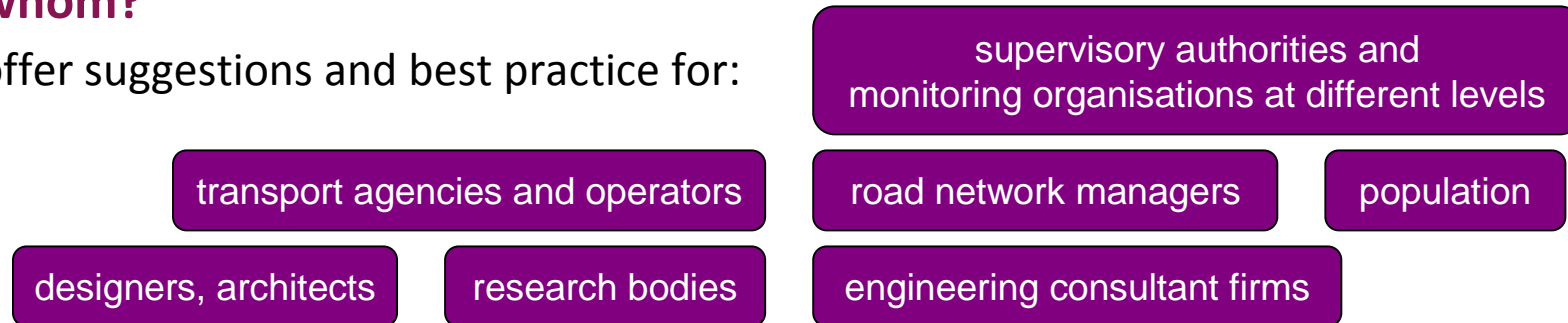 whom?
offer suggestions and best practice for:
supervisory authorities and
monitoring organisations at different levels
transport agencies and operators
road network managers
population
designers, architects
research bodies
engineering consultant firms